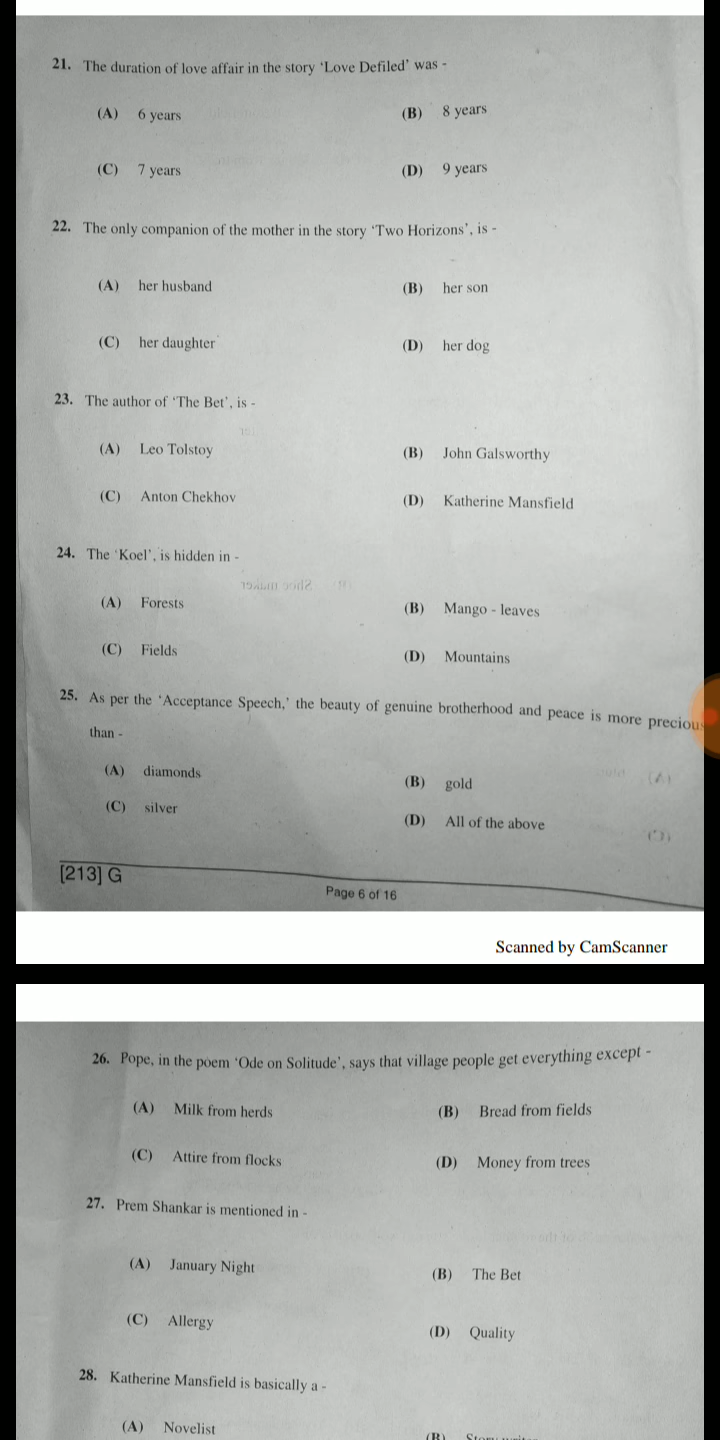 21. The duration of love affair in the story 'Love Defiled' was -
(A) 6 years (B) 8 years
(C) 7 years (D) 9 years
22. The only companion of the mother in the story 'Two Horizons', is -
(A) her husband (B) her son
(C) her daughter (D) her dog
23. The author of 'The Bet', is -
(A) Leo Tolstoy (B) John Galsworthy
(C) Anton Chekhov (D) Katherine Mansfield
24. The 'Koel', is hidden in -
(A) Forests (B) Mango - leaves
(C) Fields (D) Mountains
25. As per the 'Acceptance Speech,' the beauty of genuine brotherhood and peace is more precious
than -
(A) diamonds (B) gold
(C) silver (D) All of the above
[213] G
Page 6 of 16
Scanned by CamScanner
26. Pope, in the poem 'Ode on Solitude', says that village people get everything except -
(A) Milk from herds (B) Bread from fields
(C) Attire from flocks (D) Money from trees
27. Prem Shankar is mentioned in -
(A) January Night (B) The Bet
(C) Allergy (D) Quality
28. Katherine Mansfield is basically a -
(A) Novelist (B)